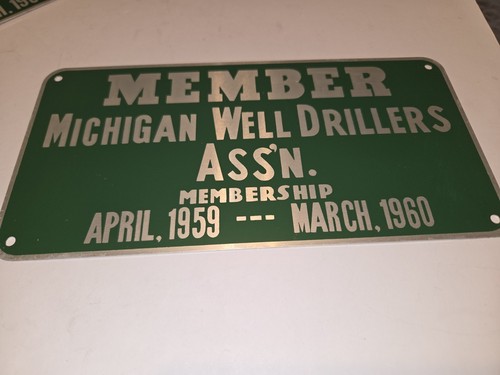 MEMBER
MICHIGAN WELL DRILLERS
ASS'N.
MEMBERSHIP
APRIL, 1959 --- MARCH, 1960